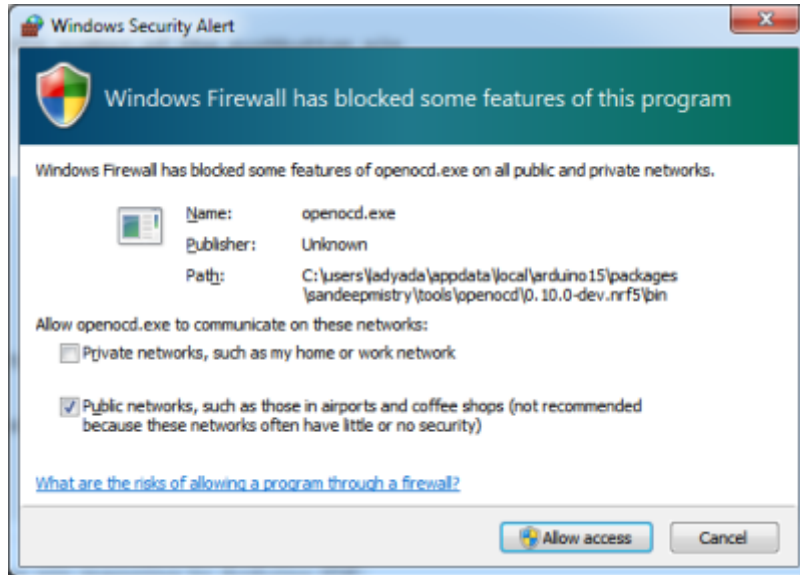 Windows Security Alert
Windows Firewall has blocked some features of this program
Windows Firewall has blocked some features of openocd.exe on all public and private networks.
Name: openocd.exe
Publisher: Unknown
Path: C:\users\ladyada\appdata\local\arduino15\packages
\sandeepmistry\tools\openocd\0.10.0-dev.nrf5\bin
Allow openocd.exe to communicate on these networks:
Private networks, such as my home or work network
Public networks, such as those in airports and coffee shops (not recommended
because these networks often have little or no security)
What are the risks of allowing a program through a firewall?
Allow access Cancel